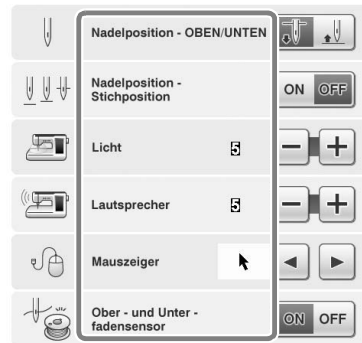 Nadelposition - OBEN/UNTEN
Nadelposition -
Stichposition
ON OFF
Licht 5
Lautsprecher 5
Mauszeiger
Ober - und Unter -
fadensensor
ON OFF